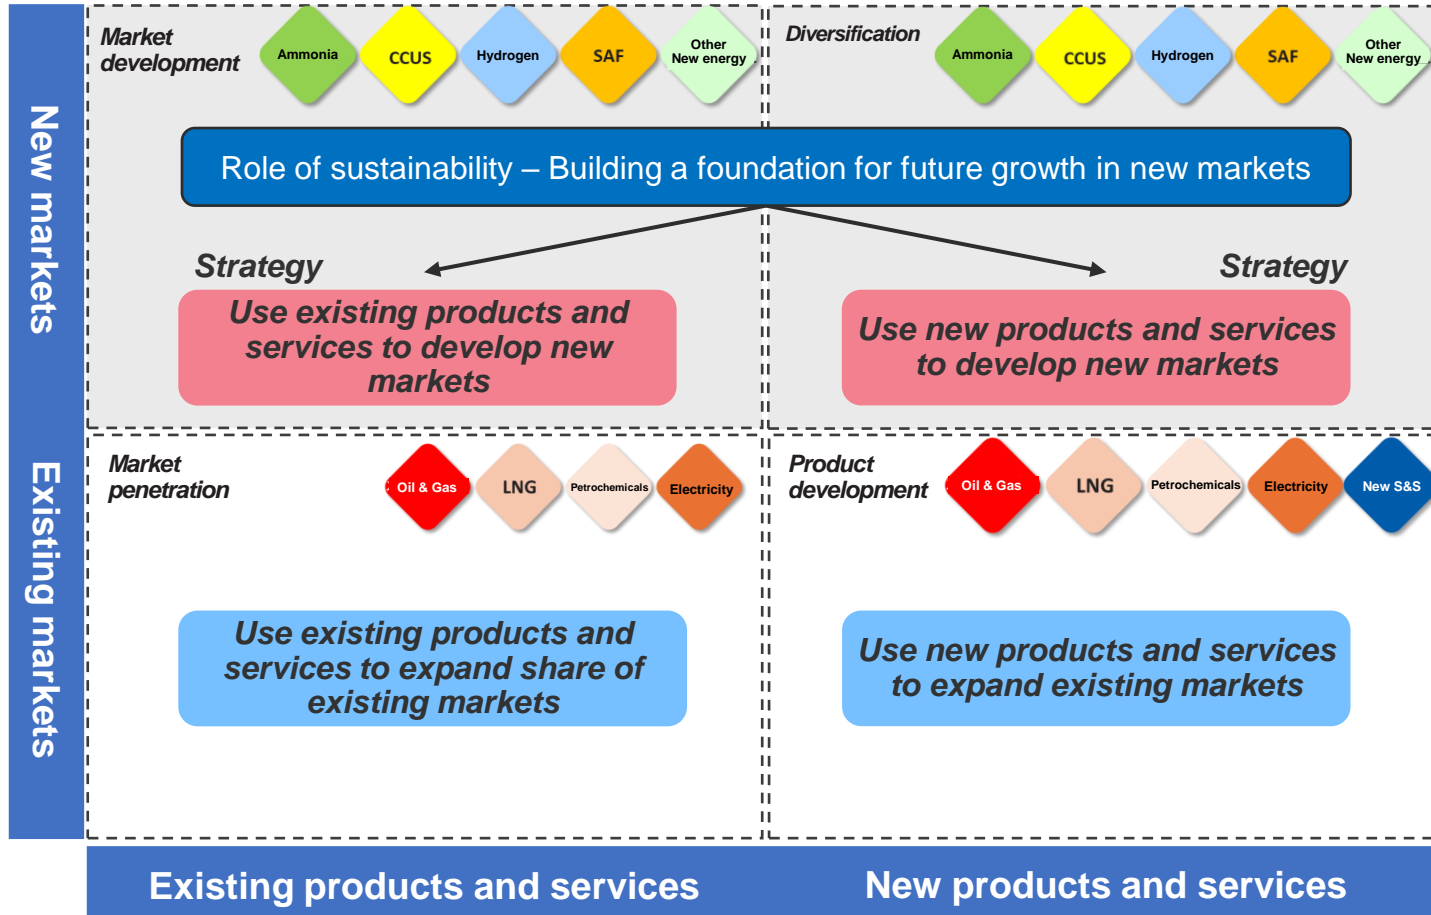 New markets
Market
development
Ammonia
CCUS
Hydrogen
SAF
Other
New energy
Diversification
Ammonia
CCUS
Hydrogen
SAF
Other
New energy
Role of sustainability – Building a foundation for future growth in new markets
Strategy
Use existing products and
services to develop new
markets
Strategy
Use new products and services
to develop new markets
Existing markets
Market
penetration
Oil & Gas
LNG
Petrochemicals
Electricity
Use existing products and
services to expand share of
existing markets
Product
development
Oil & Gas
LNG
Petrochemicals
Electricity
New S&S
Use new products and services
to expand existing markets
Existing products and services
New products and services